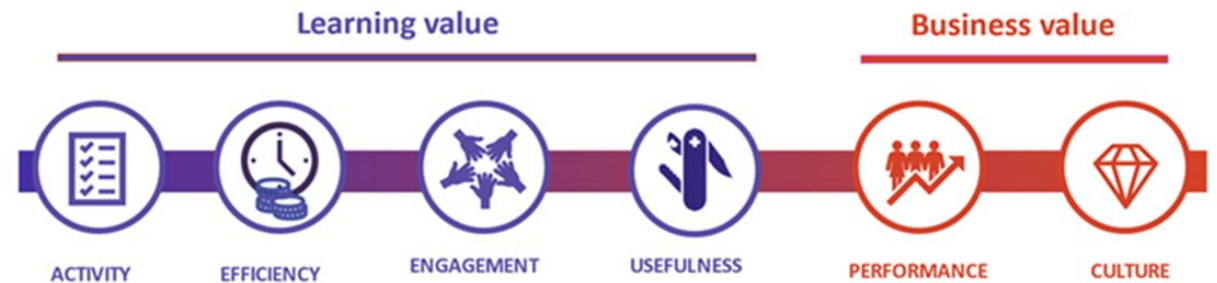 Learning value
Business value
ACTIVITY
EFFICIENCY
ENGAGEMENT
USEFULNESS
PERFORMANCE
CULTURE